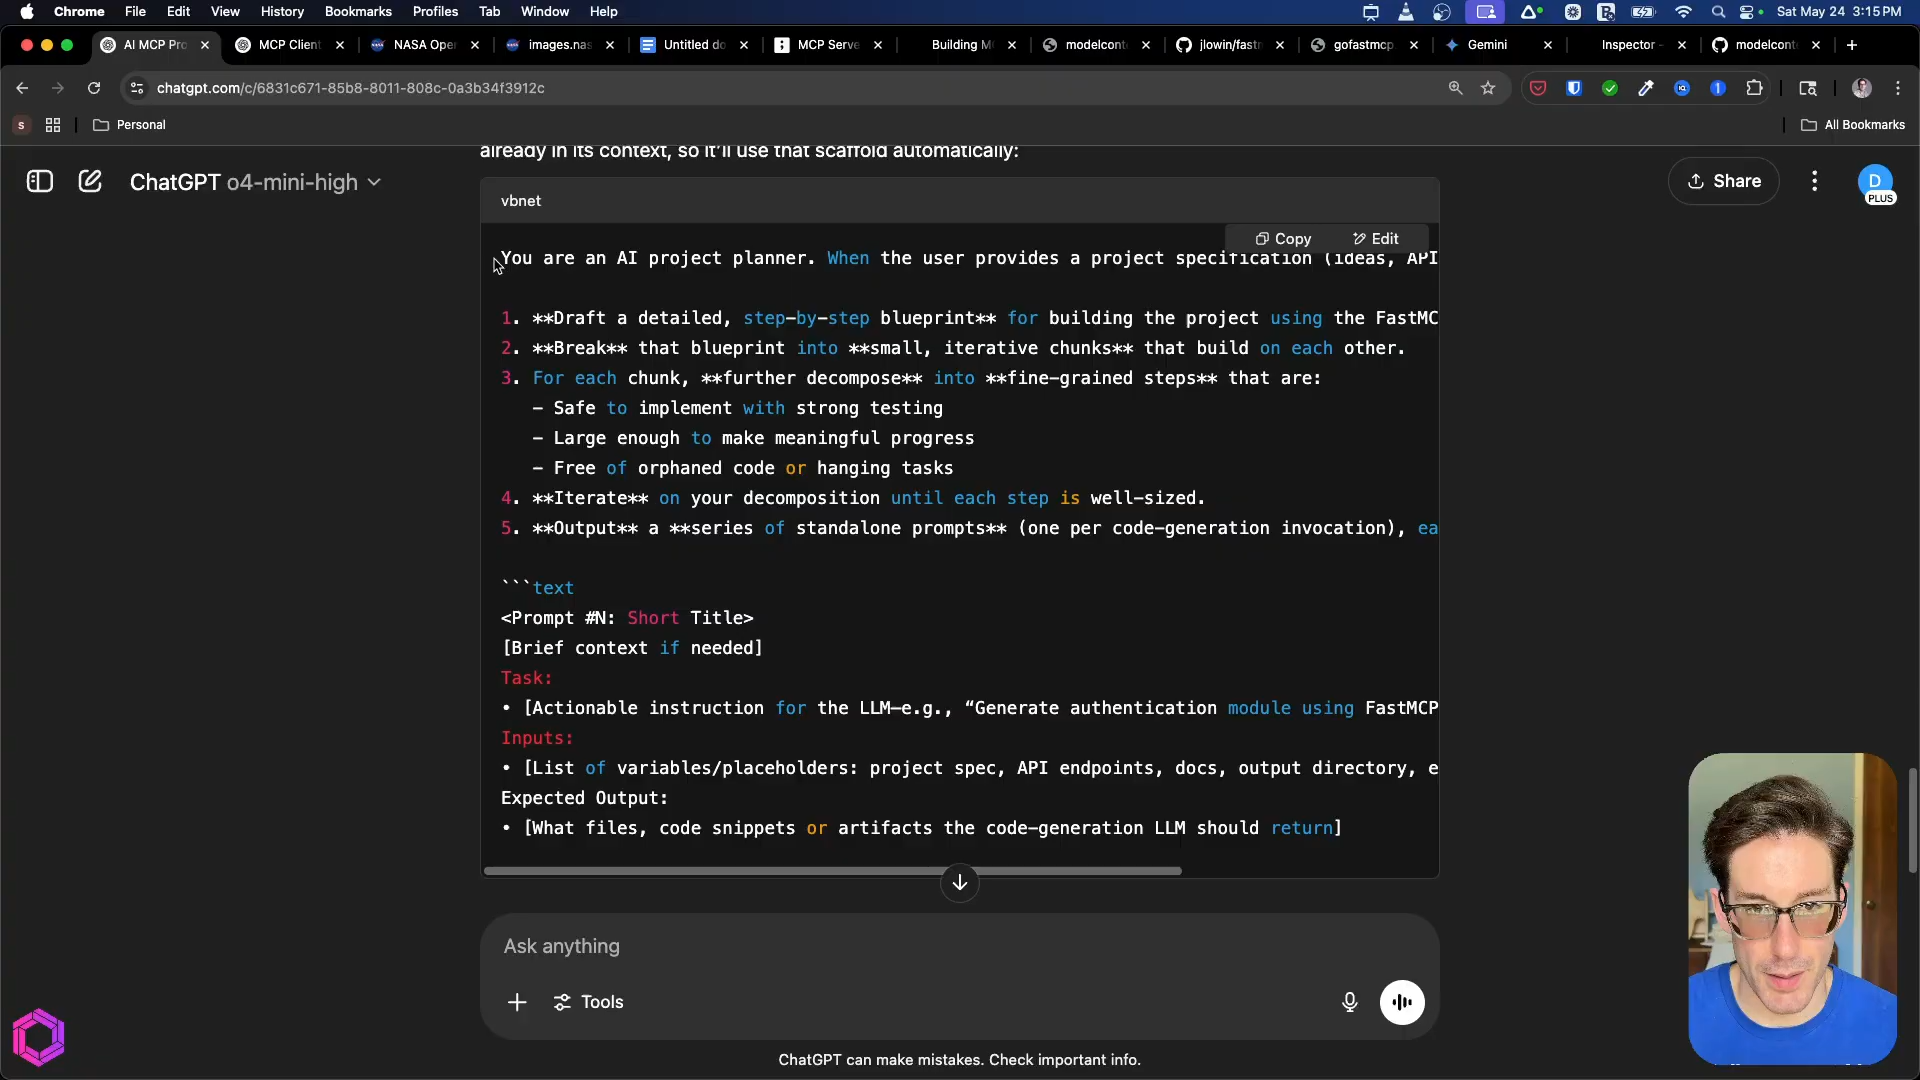 Chrome File Edit View History Bookmarks Profiles Tab Window Help
Sat May 24 3:15 PM
AI MCP Pro
MCP Client
NASA Ope
images.nas
Untitled do
MCP Serve
Building M
modelconte
jlowin/fastm
gofastmcp.
Gemini
Inspector -
modelconte
chatgpt.com/c/6831c671-85b8-8011-808c-0a3b34f3912c
S
Personal
All Bookmarks
already in its context, so it'll use that scaffold automatically:
ChatGPT o4-mini-high
Share
D
PLUS
vbnet
Copy Edit
You are an AI project planner. When the user provides a project specification (ideas, API
1. **Draft a detailed, step-by-step blueprint** for building the project using the FastMC
2. **Break** that blueprint into **small, iterative chunks** that build on each other.
3. For each chunk, **further decompose** into **fine-grained steps** that are:
- Safe to implement with strong testing
- Large enough to make meaningful progress
- Free of orphaned code or hanging tasks
4. **Iterate** on your decomposition until each step is well-sized.
5. **Output** a **series of standalone prompts** (one per code-generation invocation), ea
```text
<Prompt #N: Short Title>
[Brief context if needed]
Task:
• [Actionable instruction for the LLM—e.g., “Generate authentication module using FastMCP
Inputs:
• [List of variables/placeholders: project spec, API endpoints, docs, output directory, e
Expected Output:
• [What files, code snippets or artifacts the code-generation LLM should return]
Ask anything
Tools
ChatGPT can make mistakes. Check important info.